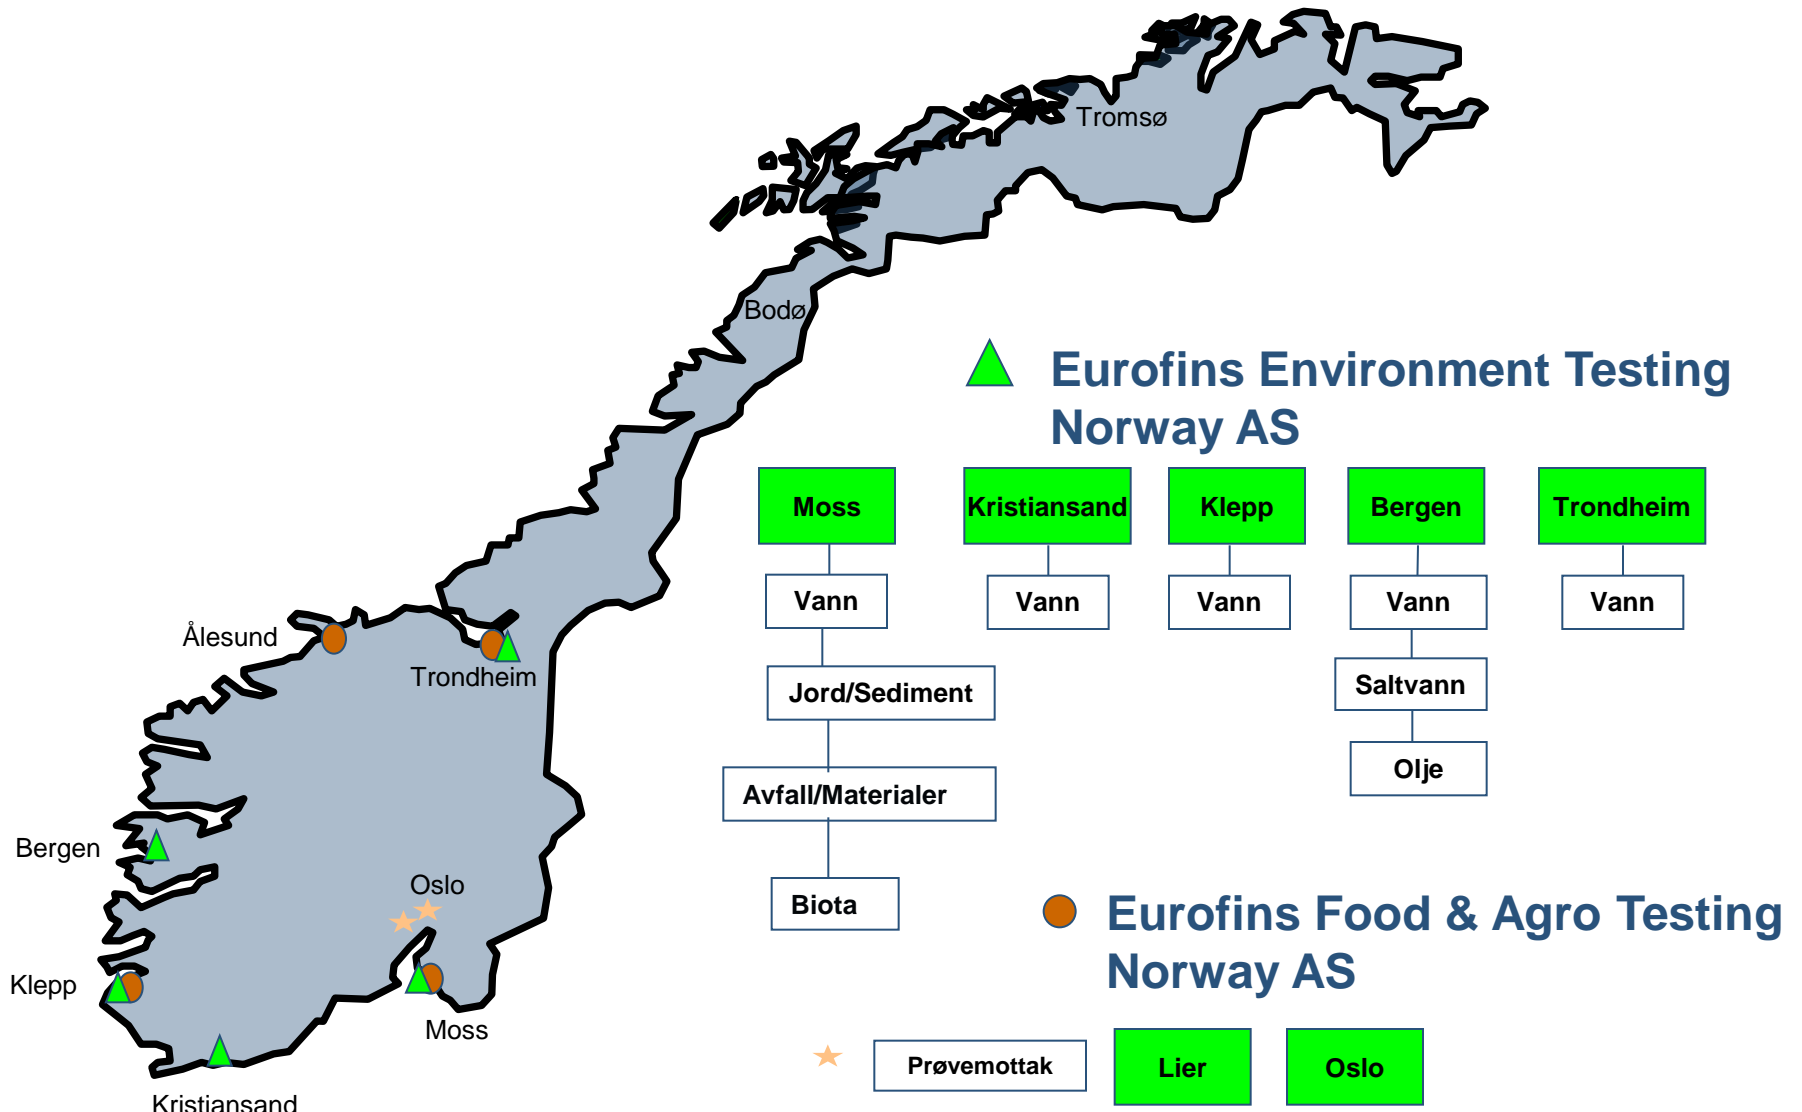 Tromsø
Bodø
Eurofins Environment Testing
Norway AS
Moss
Kristiansand
Klepp
Bergen
Trondheim
Vann
Vann
Vann
Vann
Vann
Jord/Sediment
Saltvann
Avfall/Materialer
Olje
Biota
Ålesund
Trondheim
Bergen
Oslo
Klepp
Moss
Kristiansand
Eurofins Food & Agro Testing
Norway AS
Prøvemottak
Lier
Oslo